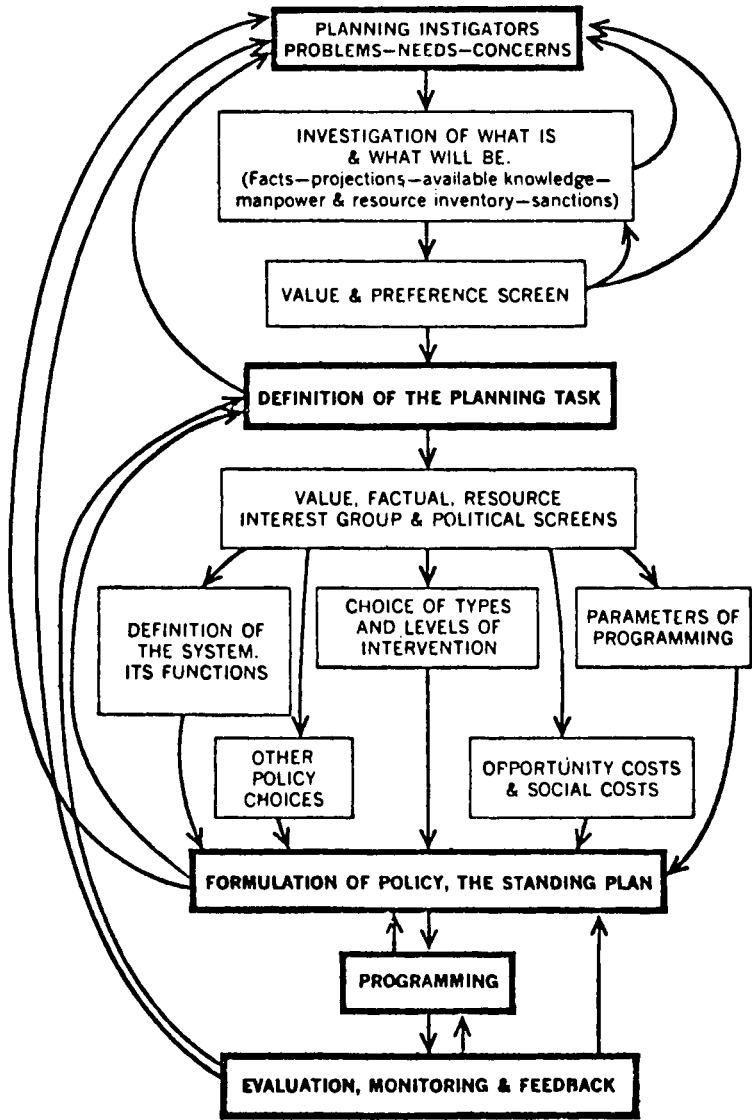 PLANNING INSTIGATORS
PROBLEMS—NEEDS—CONCERNS
INVESTIGATION OF WHAT IS
& WHAT WILL BE.
(Facts—projections—available knowledge—
manpower & resource inventory—sanctions)
VALUE & PREFERENCE SCREEN
DEFINITION OF THE PLANNING TASK
VALUE, FACTUAL, RESOURCE
INTEREST GROUP & POLITICAL SCREENS
DEFINITION OF
THE SYSTEM.
ITS FUNCTIONS
CHOICE OF TYPES
AND LEVELS OF
INTERVENTION
PARAMETERS OF
PROGRAMMING
OTHER
POLICY
CHOICES
OPPORTUNITY COSTS
& SOCIAL COSTS
FORMULATION OF POLICY, THE STANDING PLAN
PROGRAMMING
EVALUATION, MONITORING & FEEDBACK